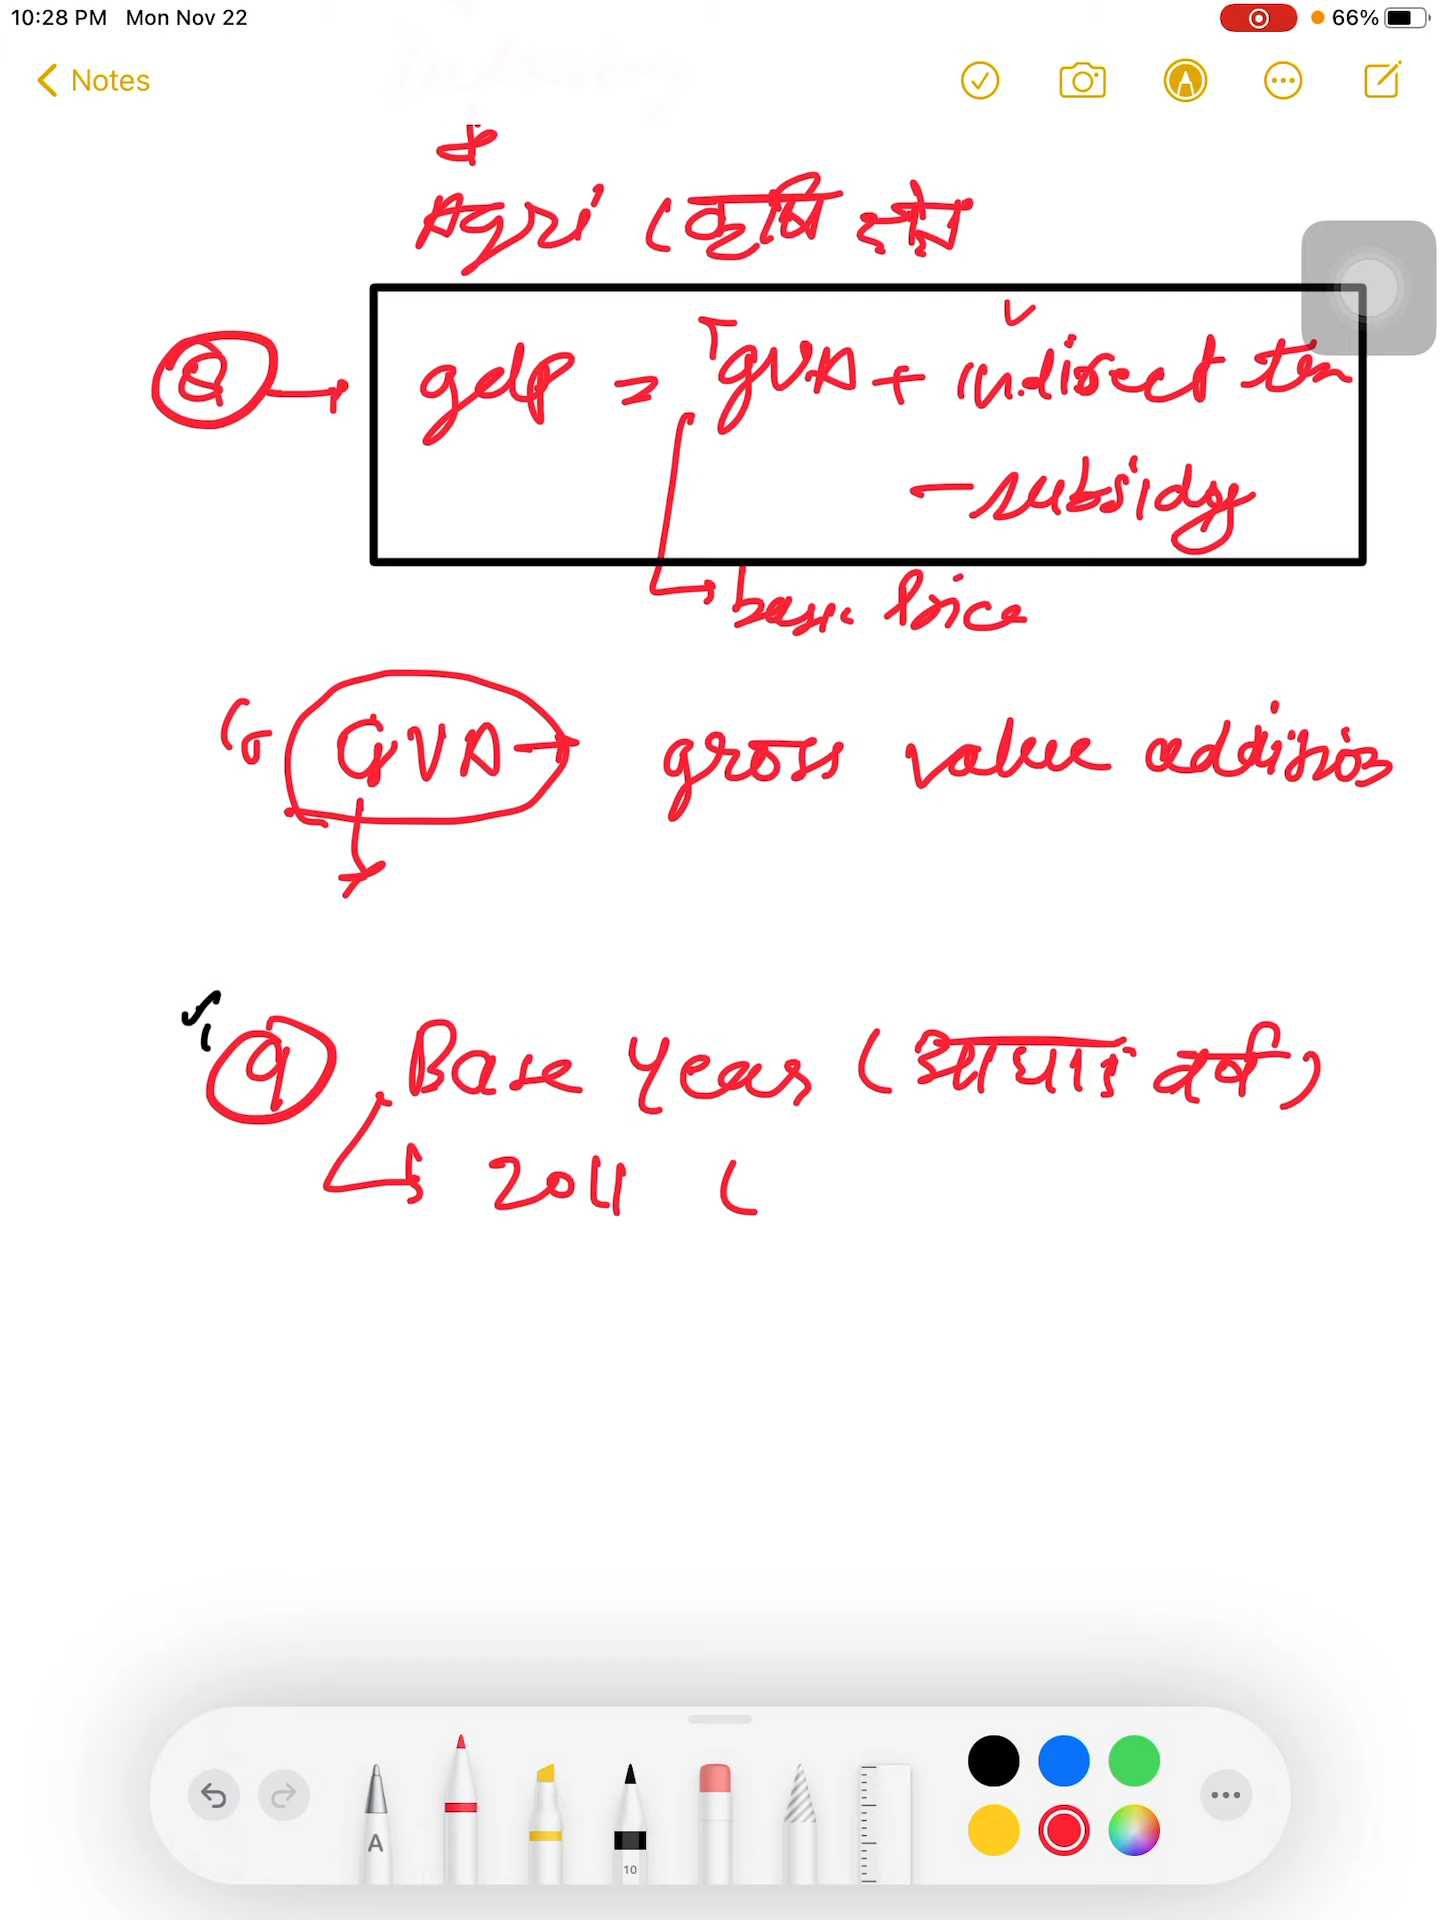 10:28 PM Mon Nov 22
66%
Notes
Agri (कृषि क्षेत्र
Q → gdp = gVA + indirect tax
- subsidy
basic Price
GVA → gross value addition
9 Base Year (आधार वर्ष)
2011 (
A
10